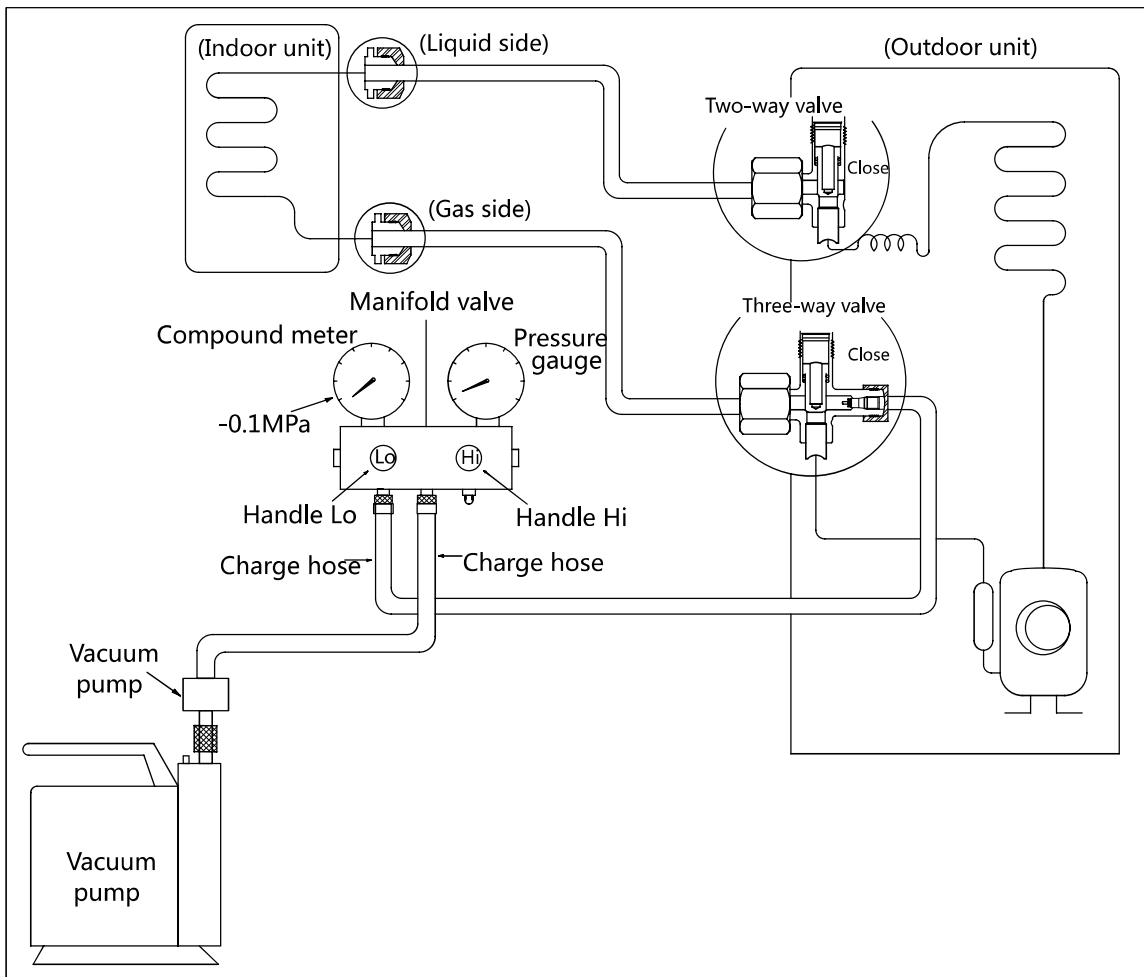 (Indoor unit)
(Liquid side)
(Outdoor unit)
Two-way valve
Close
(Gas side)
Manifold valve
Three-way valve
Compound meter
Pressure
gauge
Close
-0.1MPa
Lo
Hi
Handle Lo
Handle Hi
Charge hose
Charge hose
Vacuum
pump
Vacuum
pump